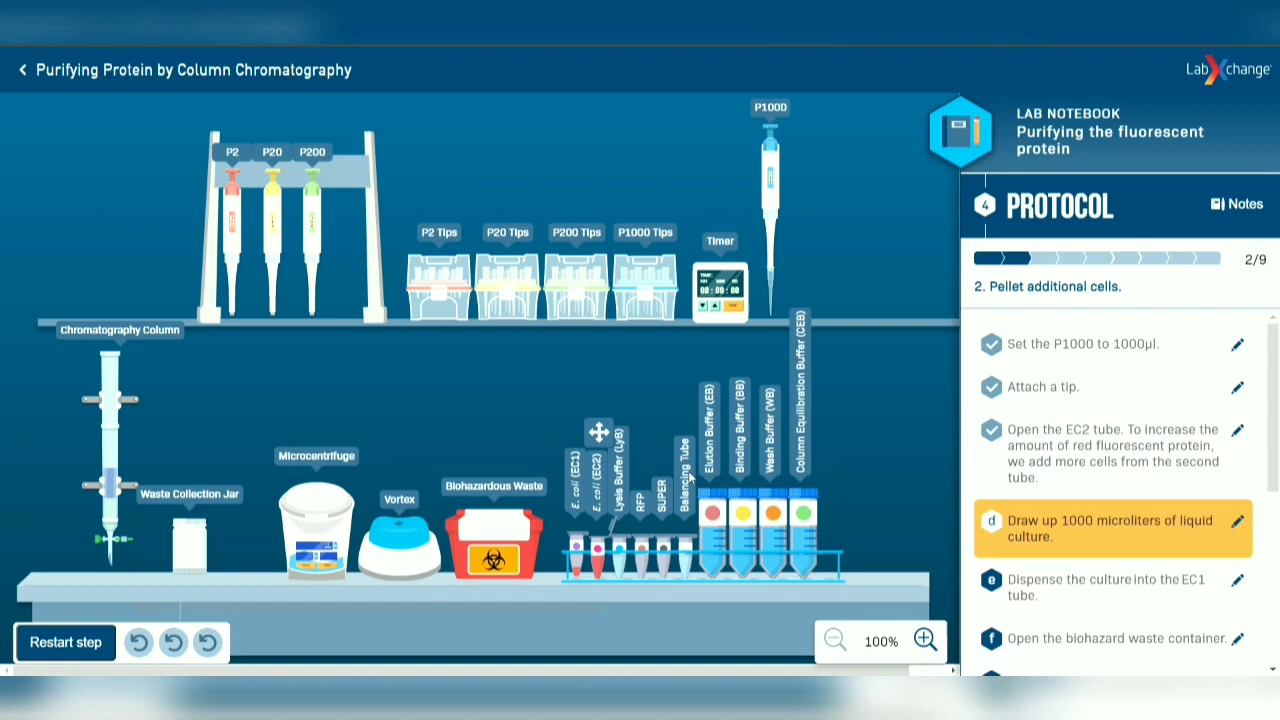 Purifying Protein by Column Chromatography
LabXchange
P1000
LAB NOTEBOOK
Purifying the fluorescent
protein
P2
P20
P200
4
PROTOCOL
Notes
P2 Tips
P20 Tips
P200 Tips
P1000 Tips
Timer
2/9
2. Pellet additional cells.
Chromatography Column
Set the P1000 to 1000µl.
Attach a tip.
Open the EC2 tube. To increase the
amount of red fluorescent protein,
we add more cells from the second
tube.
d
Draw up 1000 microliters of liquid
culture.
e
Dispense the culture into the EC1
tube.
f
Open the biohazard waste container.
Microcentrifuge
Waste Collection Jar
Vortex
Biohazardous Waste
E. coli (EC1)
E. coli (EC2)
Lysis Buffer (LyB)
RFP
SUPER
Balancing Tube
Elution Buffer (EB)
Binding Buffer (BB)
Wash Buffer (WB)
Column Equilibration Buffer (CEB)
Restart step
100%